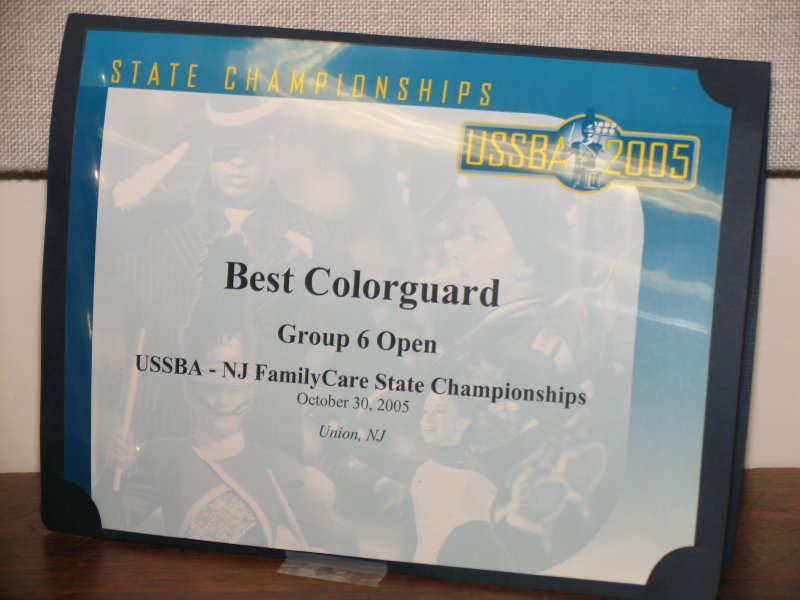 STATE CHAMPIONSHIPS
USSBA 2005
Best Colorguard
Group 6 Open
USSBA - NJ FamilyCare State Championships
October 30, 2005
Union, NJ